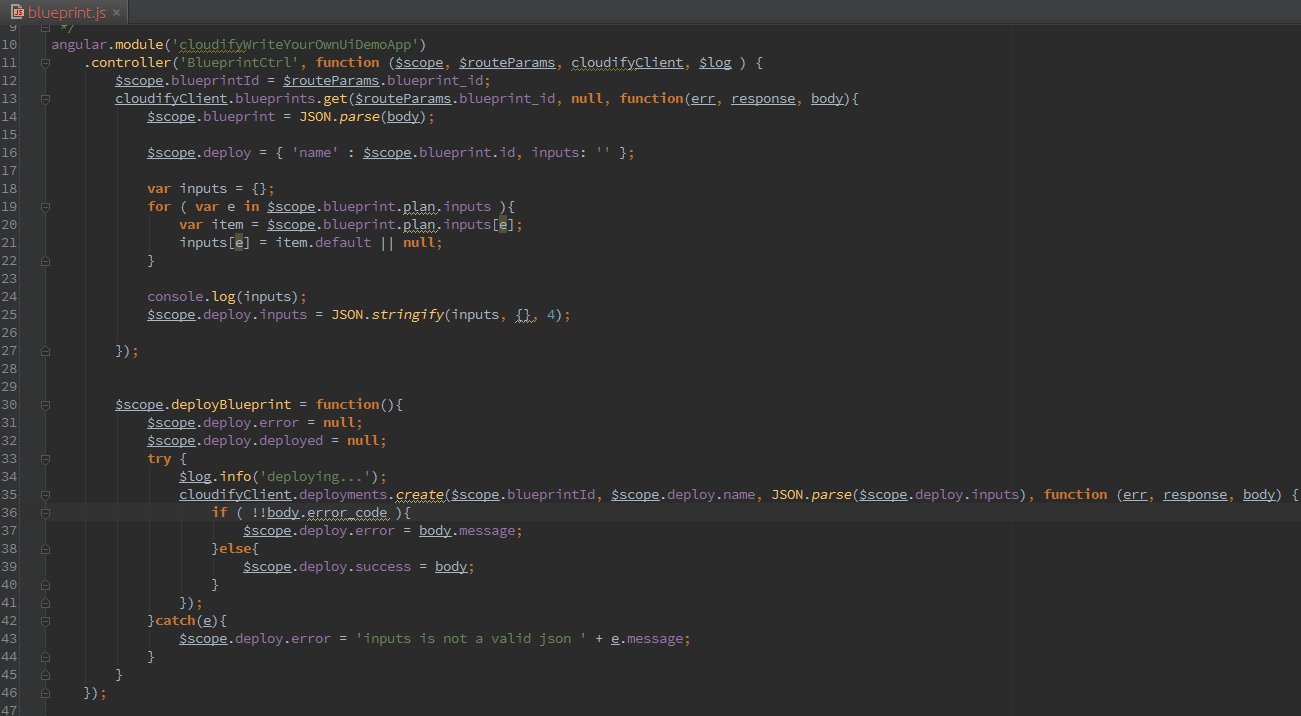 blueprint.js ×
9 */
10 angular.module('cloudifyWriteYourOwnUiDemoApp')
11     .controller('BlueprintCtrl', function ($scope, $routeParams, cloudifyClient, $log ) {
12         $scope.blueprintId = $routeParams.blueprint_id;
13         cloudifyClient.blueprints.get($routeParams.blueprint_id, null, function(err, response, body){
14             $scope.blueprint = JSON.parse(body);
15
16             $scope.deploy = { 'name' : $scope.blueprint.id, inputs: '' };
17
18             var inputs = {};
19             for ( var e in $scope.blueprint.plan.inputs ){
20                 var item = $scope.blueprint.plan.inputs[e];
21                 inputs[e] = item.default || null;
22             }
23
24             console.log(inputs);
25             $scope.deploy.inputs = JSON.stringify(inputs, {}, 4);
26
27         });
28
29
30         $scope.deployBlueprint = function(){
31             $scope.deploy.error = null;
32             $scope.deploy.deployed = null;
33             try {
34                 $log.info('deploying...');
35                 cloudifyClient.deployments.create($scope.blueprintId, $scope.deploy.name, JSON.parse($scope.deploy.inputs), function (err, response, body) {
36                     if ( !!body.error_code ){
37                         $scope.deploy.error = body.message;
38                     }else{
39                         $scope.deploy.success = body;
40                     }
41                 });
42             }catch(e){
43                 $scope.deploy.error = 'inputs is not a valid json ' + e.message;
44             }
45         }
46     });
47